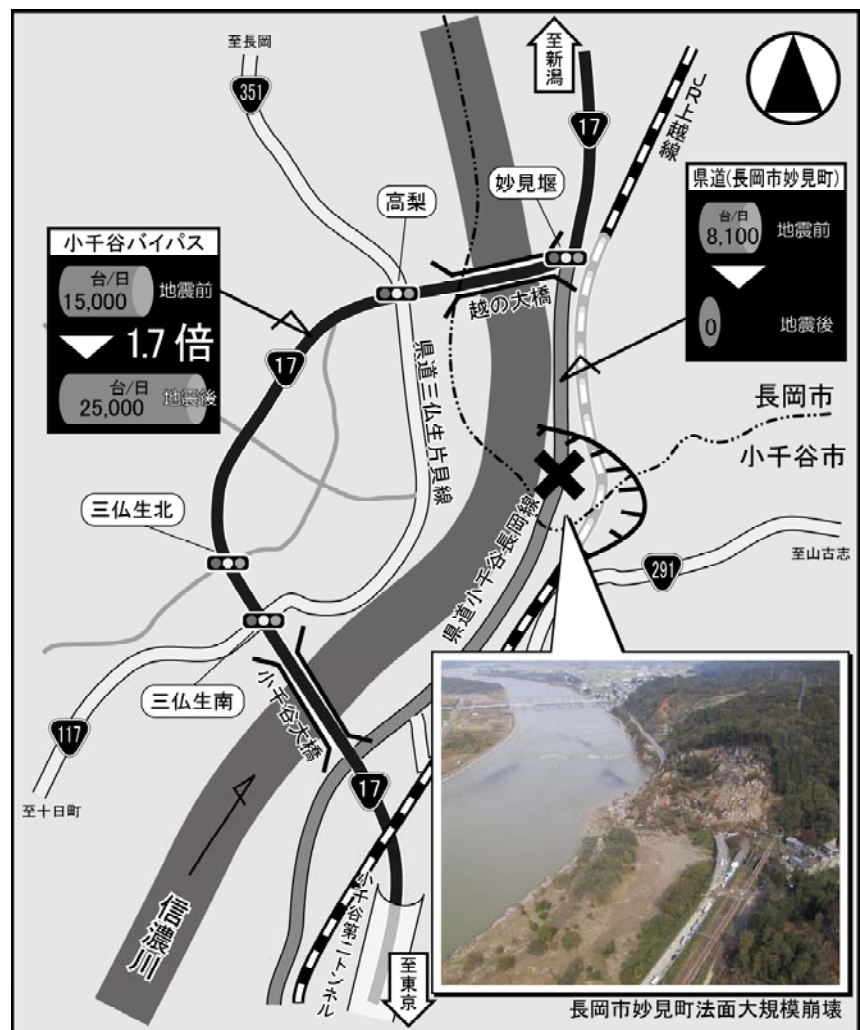 至長岡
351
至新潟
17
JR上越線
妙見堰
高梨
県道(長岡市妙見町)
台/日
8,100
地震前
0
地震後
小千谷バイパス
台/日
15,000
地震前
1.7倍
台/日
25,000
地震後
越の大橋
17
県道三仏生片貝線
長岡市
小千谷市
三仏生北
県道小千谷長岡線
291
至山古志
三仏生南
小千谷大橋
117
至十日町
17
信濃川
小千谷第二トンネル
至東京
長岡市妙見町法面大規模崩壊